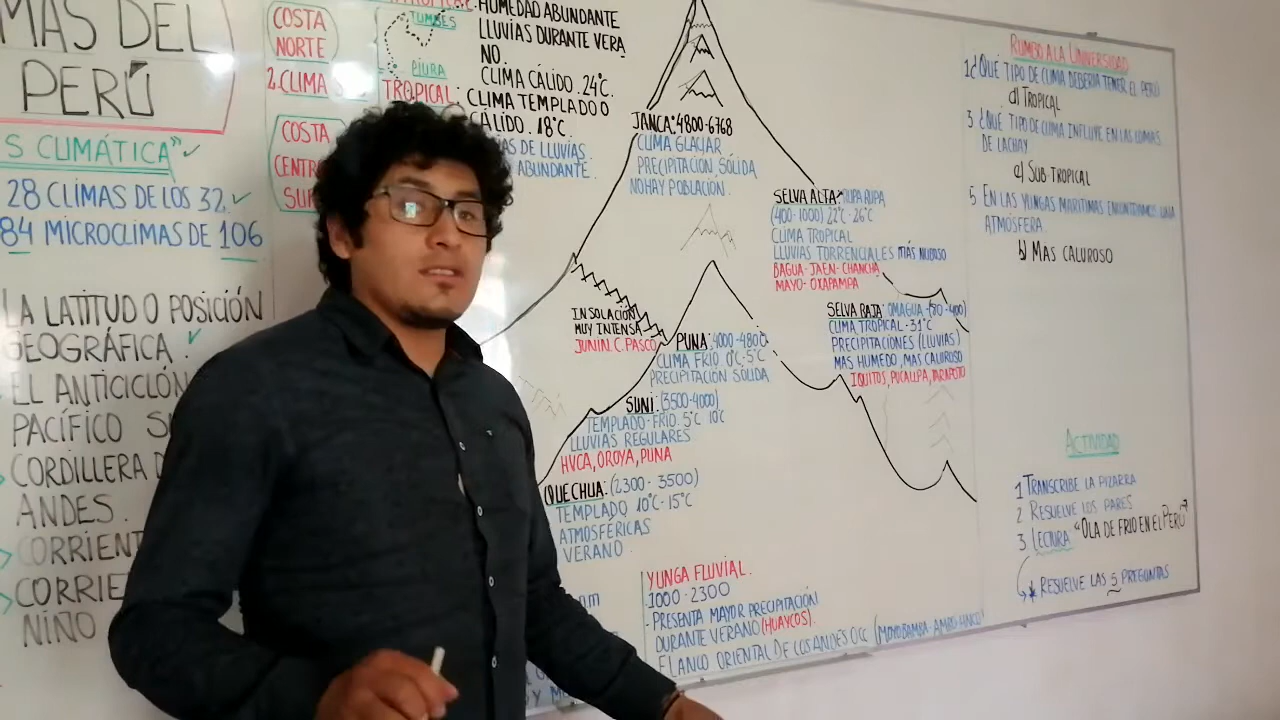 MAS DEL
PERÚ
S CLIMÁTICA"
28 CLIMAS DE LOS 32
84 MICROCLIMAS DE 106
LA LATITUD O POSICIÓN
GEOGRÁFICA.
EL ANTICICLÓN
PACÍFICO S
CORDILLERA D
ANDES.
CORRIENT
CORRIE
NIÑO
COSTA
NORTE
2.CLIMA
COSTA
CENTR
SUR
TUMBES
PIURA
TROPICAL:
HUMEDAD ABUNDANTE
LLUVIAS DURANTE VERA
NO.
CLIMA CÁLIDO. 24°C.
CLIMA TEMPLADO O
CÁLIDO. 18°C.
AS DE LLUVIAS.
ABUNDANTE.
JANCA: 4800-6768
CLIMA GLACIAR
PRECIPITACION SÓLIDA
NO HAY POBLACIÓN.
INSOLACIÓN
MUY INTENSA
JUNIN. C. PASCO
PUNA: 4000-4800
CLIMA FRIO 0°C-5°C
PRECIPITACIÓN SÓLIDA
SUNI: (3500-4000)
TEMPLADO-FRIO. 5°C 10°C
LLUVIAS REGULARES
HVCA, OROYA, PUNA
QUECHUA: (2300-3500)
TEMPLADO 10°C-15°C
ATMOSFÉRICAS
VERANO.
YUNGA FLUVIAL.
1000-2300
- PRESENTA MAYOR PRECIPITACIÓN
DURANTE VERANO (HUAYCOS).
FLANCO ORIENTAL DE LOS ANDES OCC (MOYOBAMBA-AMBO-HNCO)
SELVA ALTA: RUPA RUPA
(400-1000) 22°C-26°C
CLIMA TROPICAL
LLUVIAS TORRENCIALES MÁS NUBOSO
BAGUA-JAEN-CHANCHA
MAYO-OXAPAMPA
SELVA BAJA: OMAGUA-(80-400)
CLIMA TROPICAL-31°C
PRECIPITACIONES (LLUVIAS)
MAS HUMEDO, MAS CALUROSO
IQUITOS, PUCALLPA, TARAPOTO
RUMBO A LA UNIVERSIDAD
1 ¿QUÉ TIPO DE CLIMA DEBERIA TENER EL PERÚ
d) TROPICAL
3 ¿QUÉ TIPO DE CLIMA INFLUYE EN LAS LOMAS
DE LACHAY
a) SUB-TROPICAL
5 EN LAS YUNGAS MARITIMAS ENCONTRAMOS UNA
ATMÓSFERA.
b) MAS CALUROSO
ACTIVIDAD
1 TRANSCRIBE LA PIZARRA
2 RESUELVE LOS PARES
3 LECTURA "OLA DE FRIO EN EL PERÚ"
* RESUELVE LAS 5 PREGUNTAS